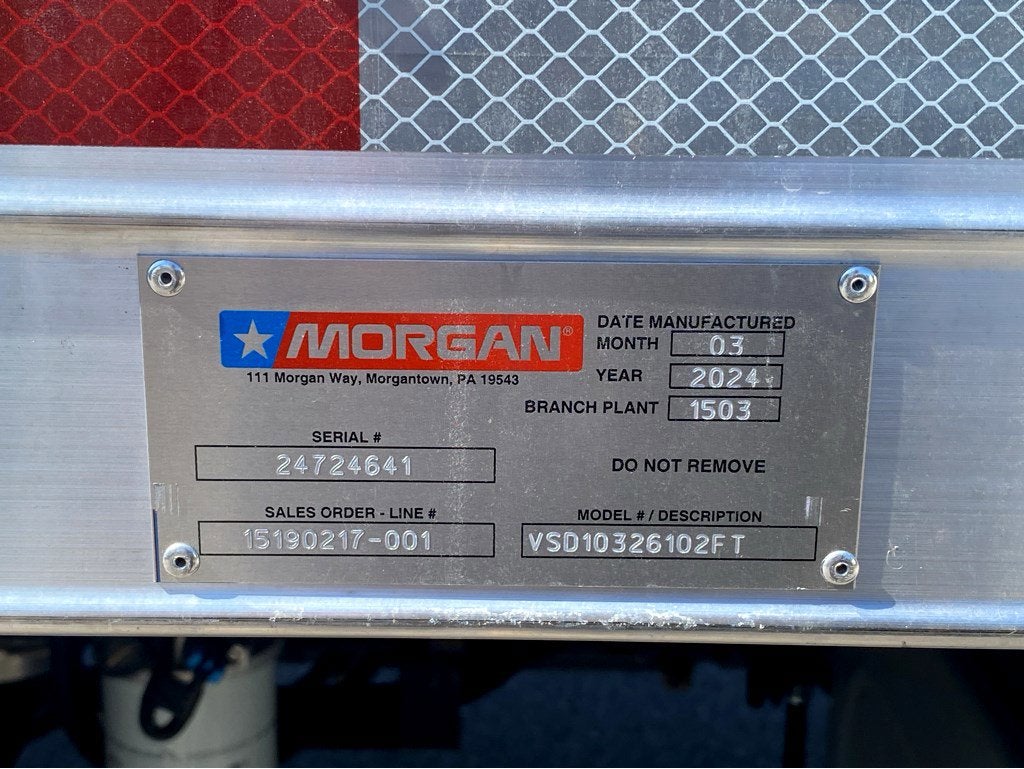 MORGAN®
111 Morgan Way, Morgantown, PA 19543
DATE MANUFACTURED
MONTH 03
YEAR 2024
BRANCH PLANT 1503
SERIAL #
24724641
DO NOT REMOVE
SALES ORDER - LINE #
15190217-001
MODEL # / DESCRIPTION
VSD10326102FT